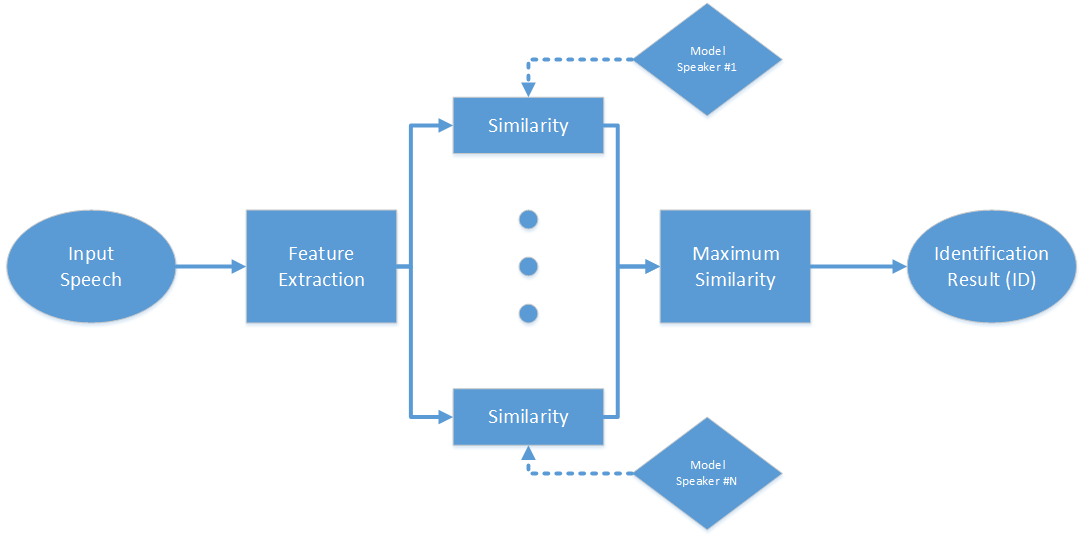 Model
Speaker #1
Similarity
Input
Speech
Feature
Extraction
Maximum
Similarity
Identification
Result (ID)
Similarity
Model
Speaker #N